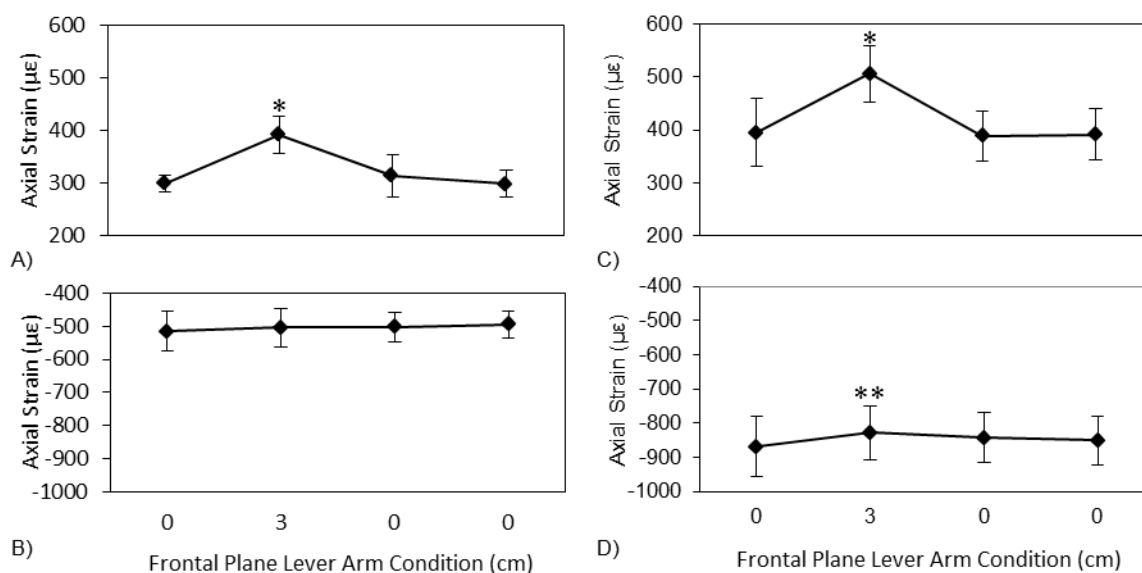 600
500
400
300
200
Axial Strain (µε)
*
A)
600
500
400
300
200
Axial Strain (µε)
*
C)
-400
-500
-600
-700
-800
-900
-1000
Axial Strain (µε)
0 3 0 0
B)
Frontal Plane Lever Arm Condition (cm)
-400
-500
-600
-700
-800
-900
-1000
Axial Strain (µε)
**
0 3 0 0
D)
Frontal Plane Lever Arm Condition (cm)